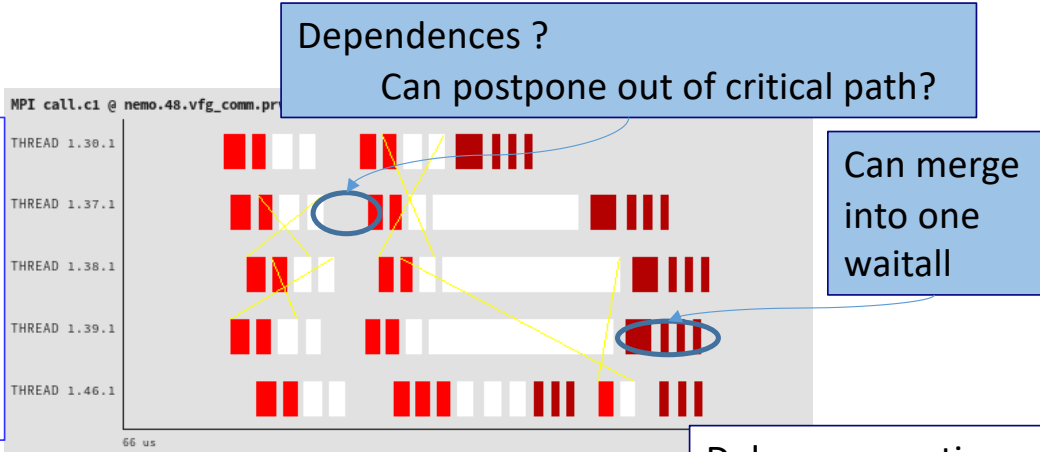 Dependences ?
Can postpone out of critical path?
MPI call.c1 @ nemo.48.vfg_comm.prv
THREAD 1.30.1
THREAD 1.37.1
THREAD 1.38.1
THREAD 1.39.1
THREAD 1.46.1
66 us
Can merge
into one
waitall